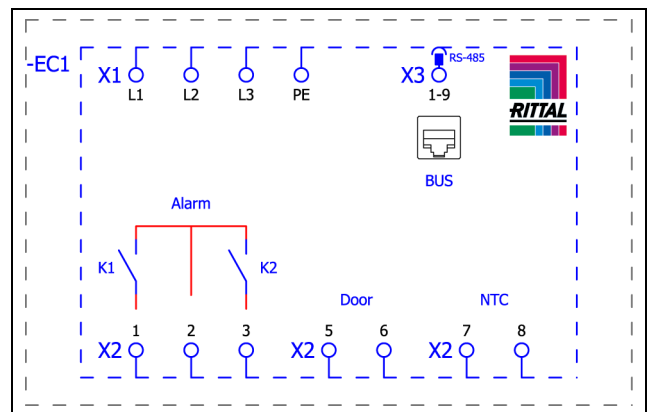 -EC1
X1 L1 L2 L3 PE
X3 RS-485
1-9
RITTAL
BUS
Alarm
K1 K2
Door NTC
X2 1 2 3 X2 5 6 X2 7 8